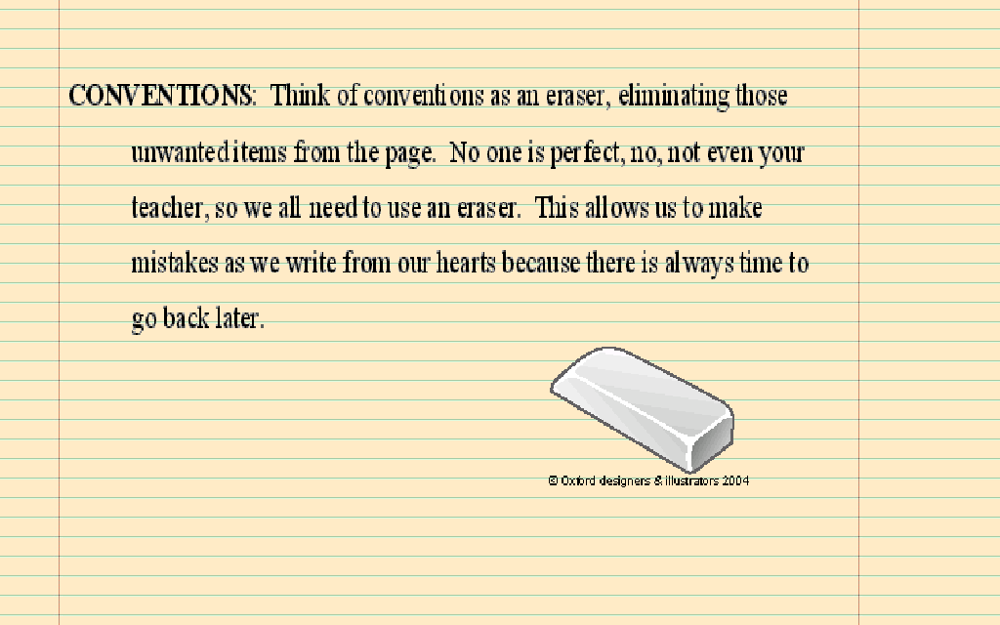 CONVENTIONS: Think of conventions as an eraser, eliminating those
unwanted items from the page. No one is perfect, no, not even your
teacher, so we all need to use an eraser. This allows us to make
mistakes as we write from our hearts because there is always time to
go back later.
© Oxford designers & illustrators 2004